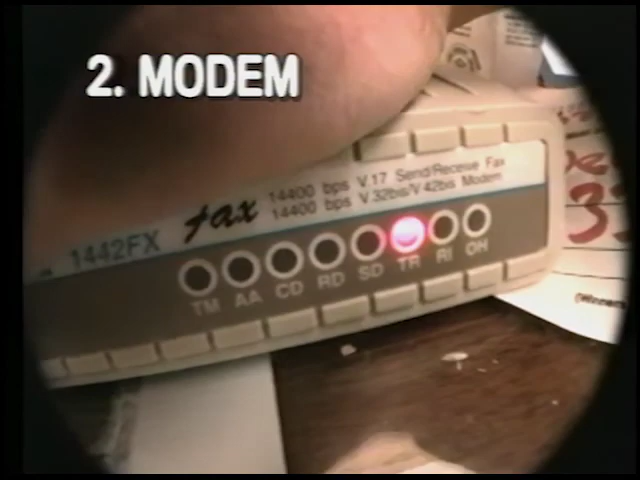 2. MODEM
fax
14400 bps V.17 Send/Receive Fax
14400 bps V.32bis/V.42bis Modem
1442FX
TM AA CD RD SD TR RI OH
(Winners